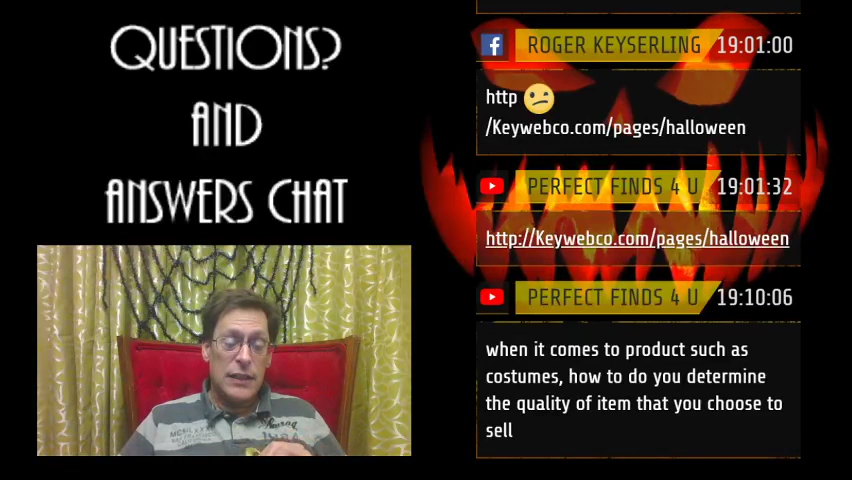 QUESTIONS?
AND
ANSWERS CHAT
ROGER KEYSERLING 19:01:00
http
/Keywebco.com/pages/halloween
PERFECT FINDS 4 U 19:01:32
http://Keywebco.com/pages/halloween
PERFECT FINDS 4 U 19:10:06
when it comes to product such as
costumes, how to do you determine
the quality of item that you choose to
sell